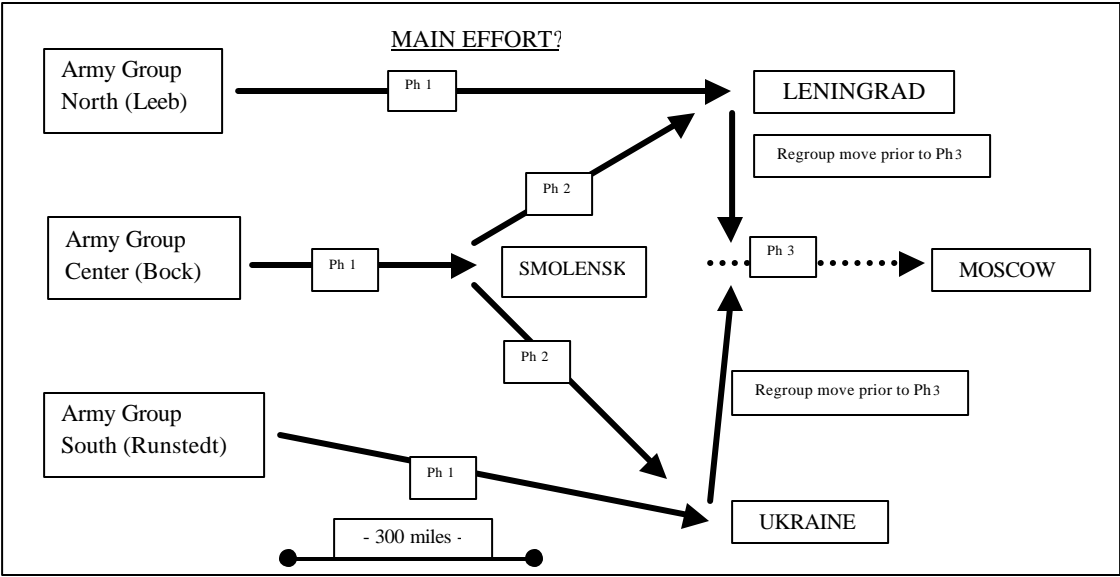 MAIN EFFORT?
Army Group
North (Leeb)
Ph 1
LENINGRAD
Regroup move prior to Ph3
Ph 2
Army Group
Center (Bock)
Ph 1
SMOLENSK
Ph 3
MOSCOW
Ph 2
Regroup move prior to Ph3
Army Group
South (Runstedt)
Ph 1
UKRAINE
- 300 miles -